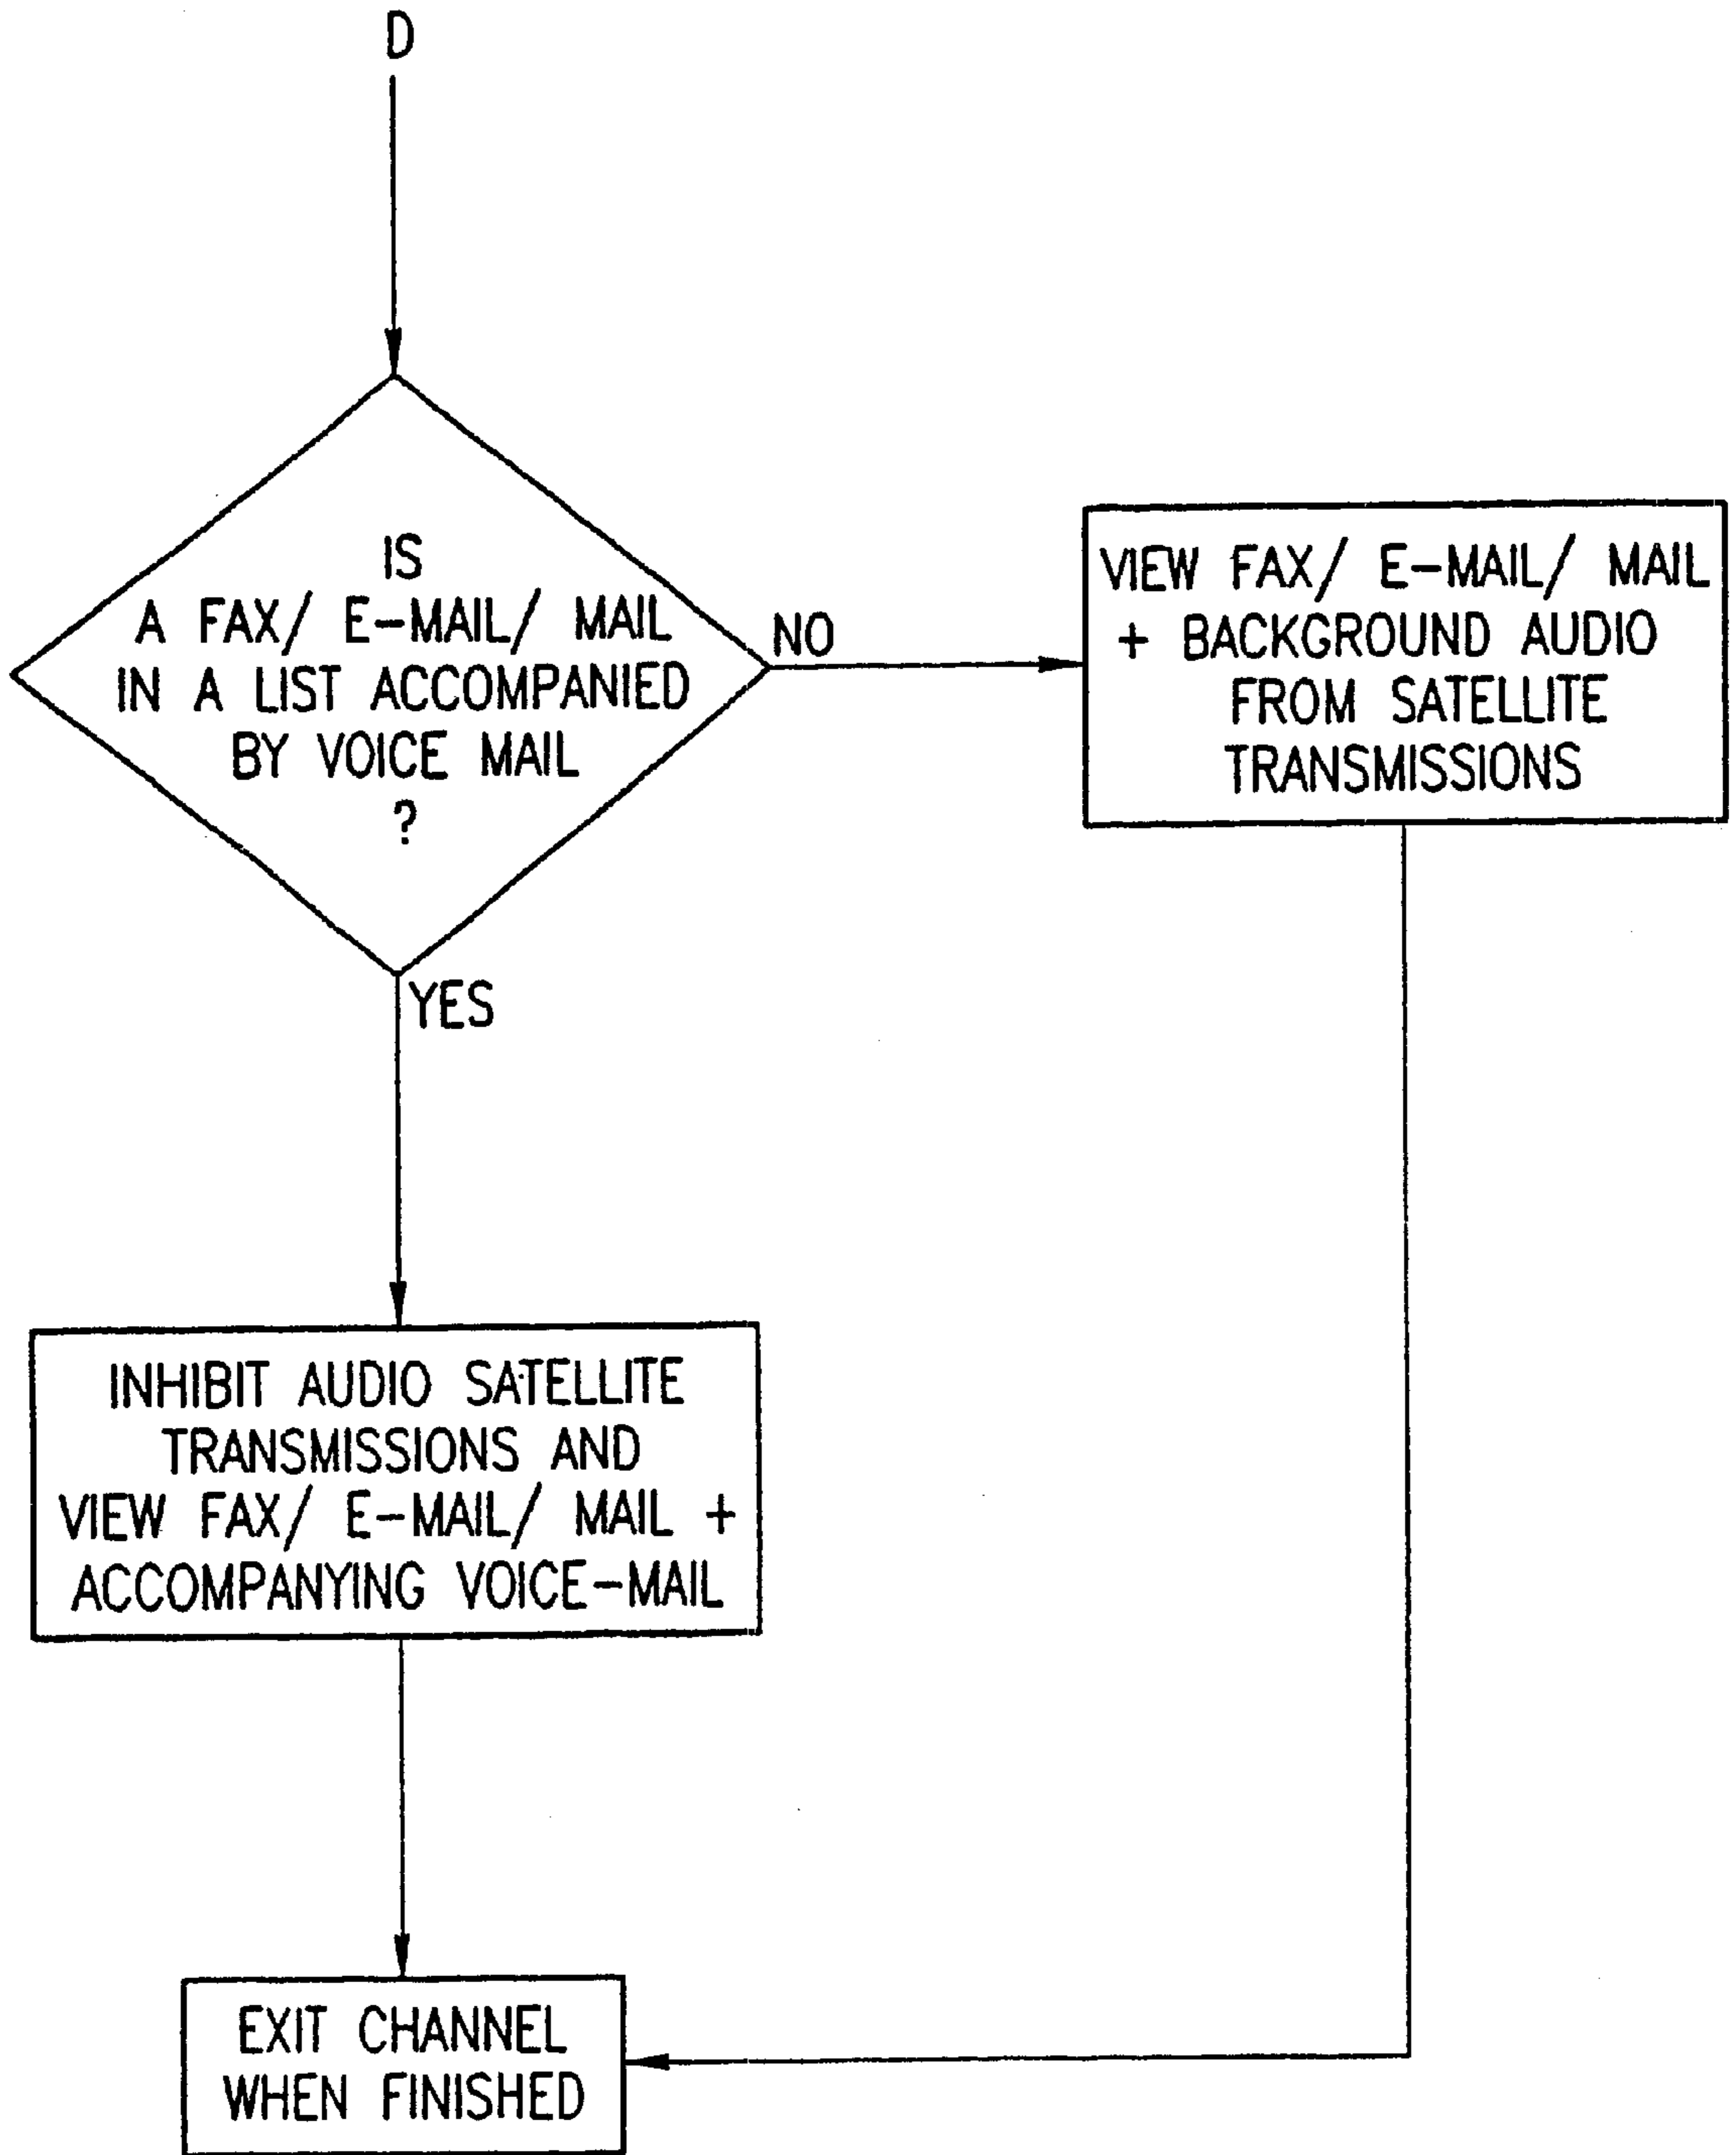 D
IS
A FAX/ E-MAIL/ MAIL
IN A LIST ACCOMPANIED
BY VOICE MAIL
?
NO
VIEW FAX/ E-MAIL/ MAIL
+ BACKGROUND AUDIO
FROM SATELLITE
TRANSMISSIONS
YES
INHIBIT AUDIO SATELLITE
TRANSMISSIONS AND
VIEW FAX/ E-MAIL/ MAIL +
ACCOMPANYING VOICE-MAIL
EXIT CHANNEL
WHEN FINISHED